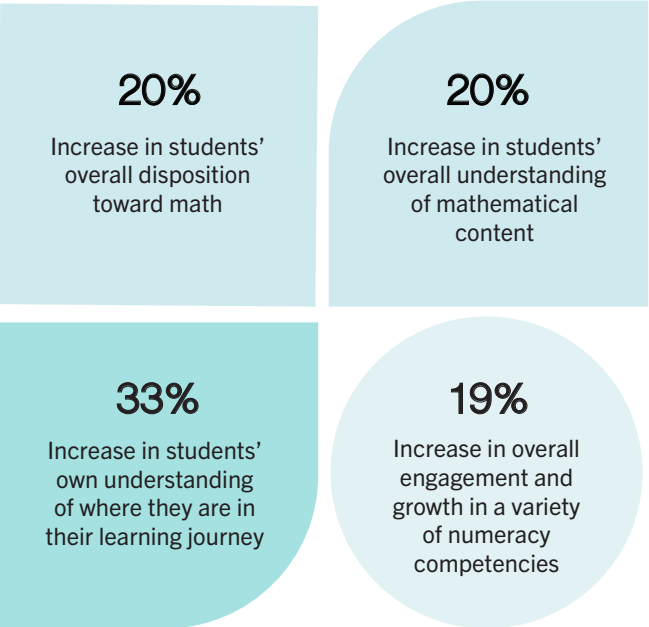 20%
Increase in students’
overall disposition
toward math
20%
Increase in students’
overall understanding
of mathematical
content
33%
Increase in students’
own understanding
of where they are in
their learning journey
19%
Increase in overall
engagement and
growth in a variety
of numeracy
competencies